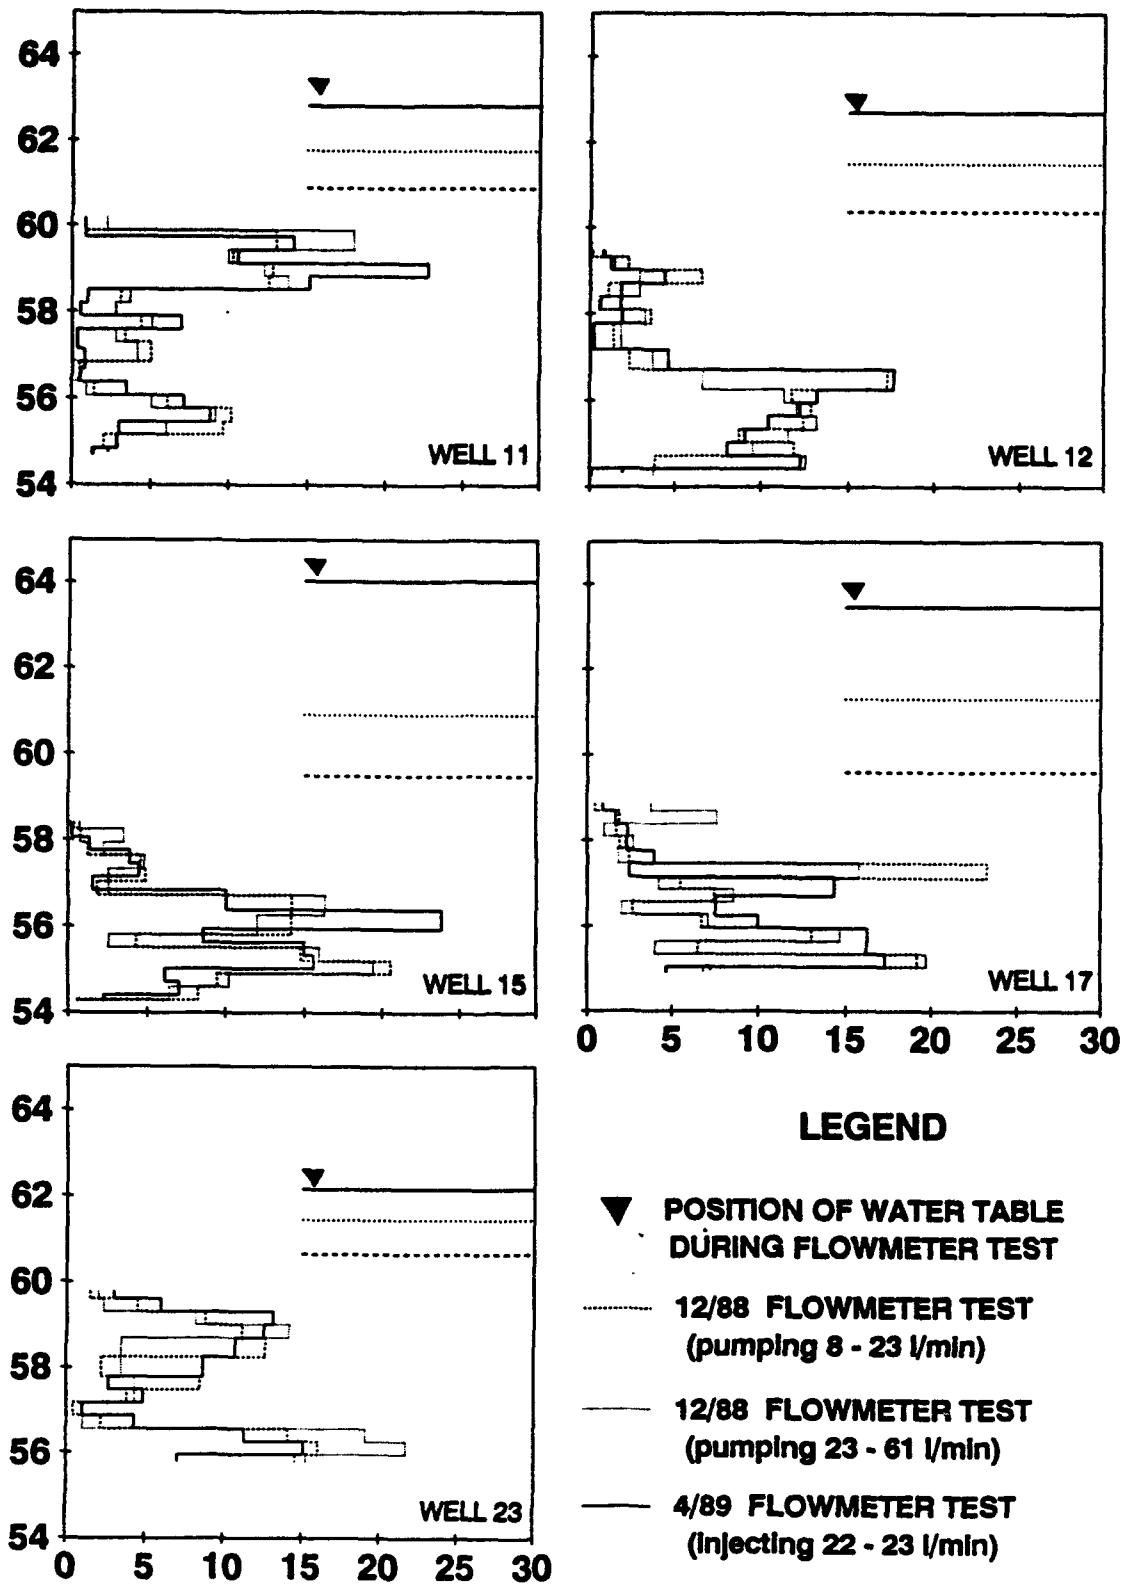 64
62
60
58
56
54
WELL 11
WELL 12
64
62
60
58
56
54
WELL 15
WELL 17
0 5 10 15 20 25 30
64
62
60
58
56
54
WELL 23
0 5 10 15 20 25 30
LEGEND
POSITION OF WATER TABLE
DURING FLOWMETER TEST
12/88 FLOWMETER TEST
(pumping 8 - 23 l/min)
12/88 FLOWMETER TEST
(pumping 23 - 61 l/min)
4/89 FLOWMETER TEST
(injecting 22 - 23 l/min)